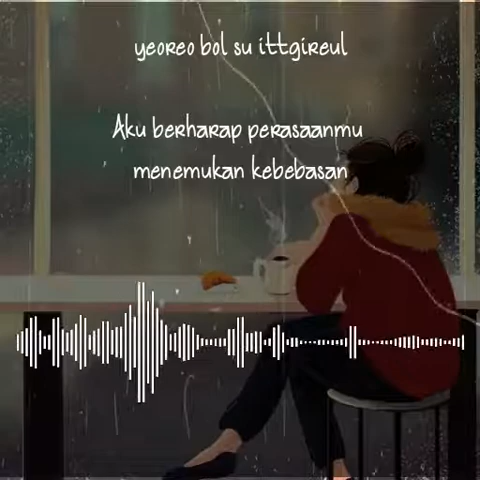 yeoreo bol su ittgireul
Aku berharap perasaanmu
menemukan kebebasan